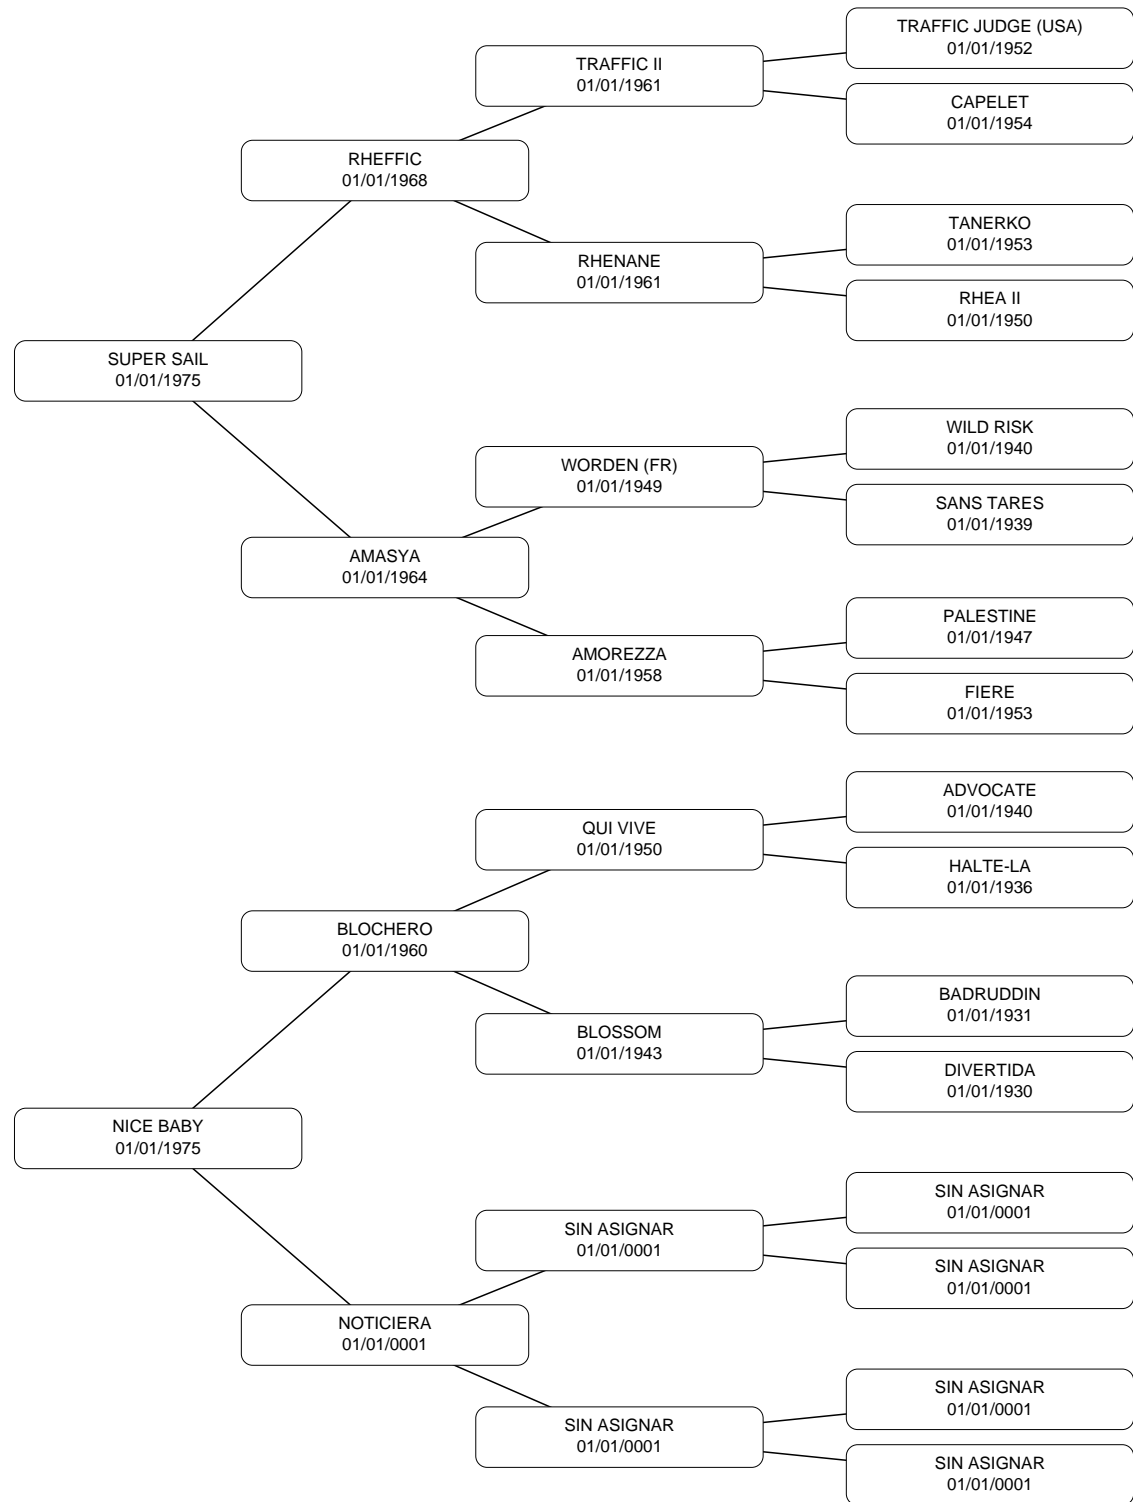 TRAFFIC JUDGE (USA)
01/01/1952
TRAFFIC II
01/01/1961
CAPELET
01/01/1954
RHEFFIC
01/01/1968
TANERKO
01/01/1953
RHENANE
01/01/1961
RHEA II
01/01/1950
SUPER SAIL
01/01/1975
WILD RISK
01/01/1940
WORDEN (FR)
01/01/1949
SANS TARES
01/01/1939
AMASYA
01/01/1964
PALESTINE
01/01/1947
AMOREZZA
01/01/1958
FIERE
01/01/1953
ADVOCATE
01/01/1940
QUI VIVE
01/01/1950
HALTE-LA
01/01/1936
BLOCHERO
01/01/1960
BADRUDDIN
01/01/1931
BLOSSOM
01/01/1943
DIVERTIDA
01/01/1930
NICE BABY
01/01/1975
SIN ASIGNAR
01/01/0001
SIN ASIGNAR
01/01/0001
SIN ASIGNAR
01/01/0001
NOTICIERA
01/01/0001
SIN ASIGNAR
01/01/0001
SIN ASIGNAR
01/01/0001
SIN ASIGNAR
01/01/0001